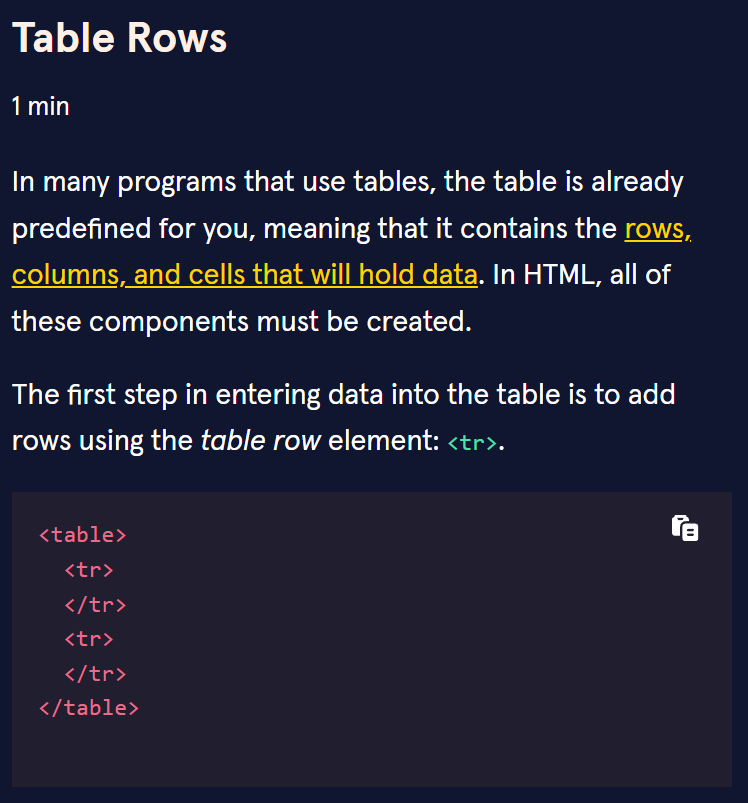 Table Rows
1 min
In many programs that use tables, the table is already
predefined for you, meaning that it contains the rows,
columns, and cells that will hold data. In HTML, all of
these components must be created.
The first step in entering data into the table is to add
rows using the table row element: <tr>.
<table>
  <tr>
  </tr>
  <tr>
  </tr>
</table>